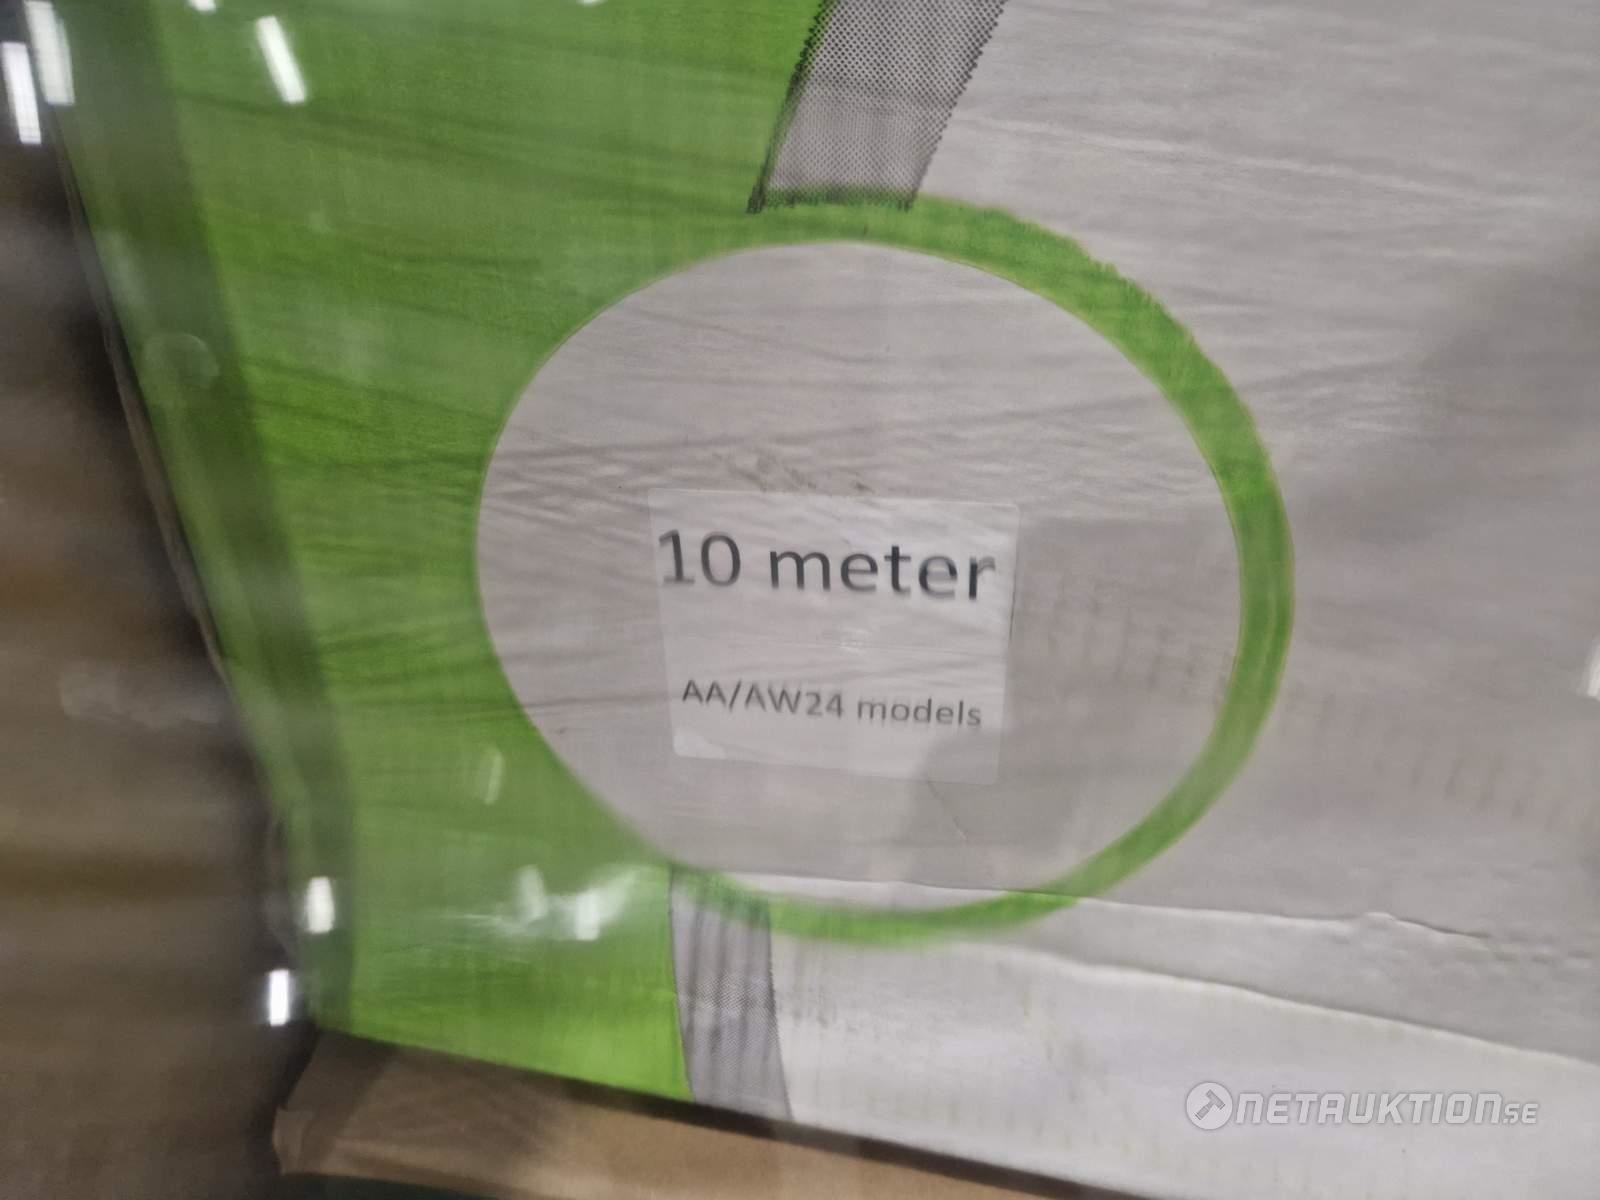 10 meter
AA/AW24 models
NETAUKTION.SE